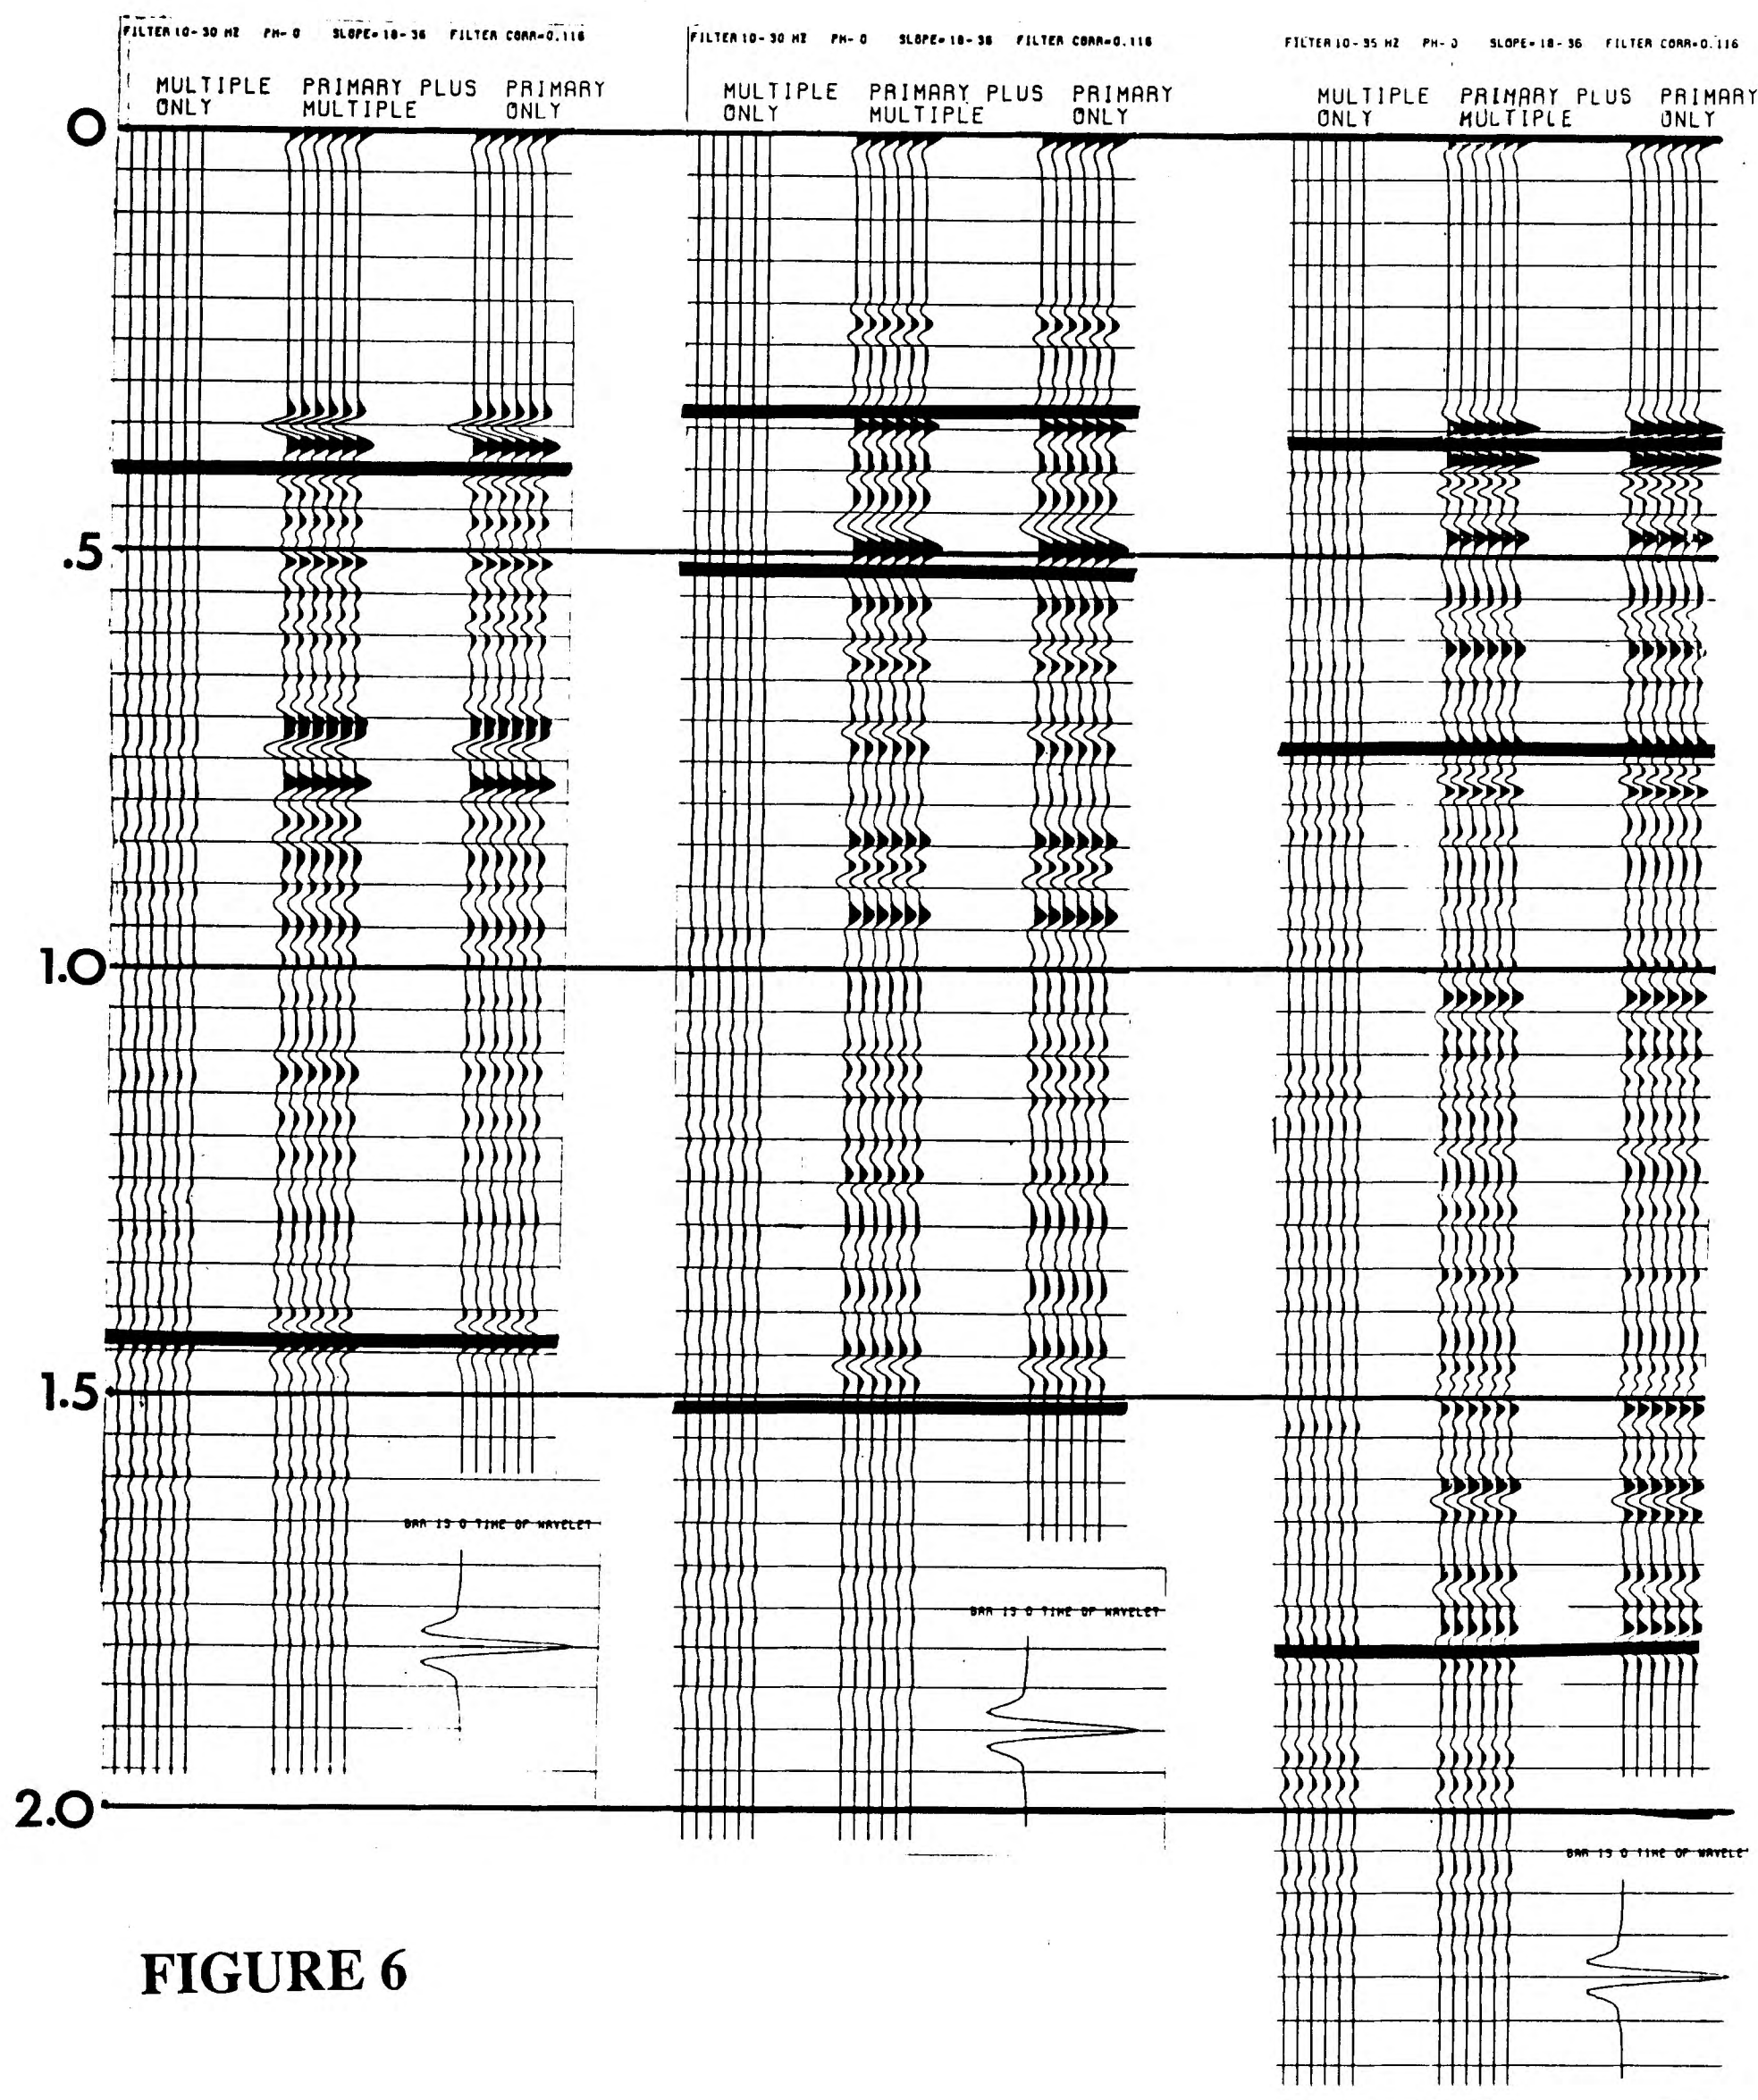 FILTER 10-30 HZ PH- 0 SLOPE= 18-36 FILTER CORR=0.116
MULTIPLE ONLY
PRIMARY PLUS MULTIPLE
PRIMARY ONLY
FILTER 10-30 HZ PH- 0 SLOPE= 18-36 FILTER CORR=0.116
MULTIPLE ONLY
PRIMARY PLUS MULTIPLE
PRIMARY ONLY
FILTER 10-35 HZ PH- 0 SLOPE= 18-36 FILTER CORR=0.116
MULTIPLE ONLY
PRIMARY PLUS MULTIPLE
PRIMARY ONLY
0
.5
1.0
1.5
2.0
BAR IS 0 TIME OF WAVELET
BAR IS 0 TIME OF WAVELET
BAR IS 0 TIME OF WAVELE
FIGURE 6